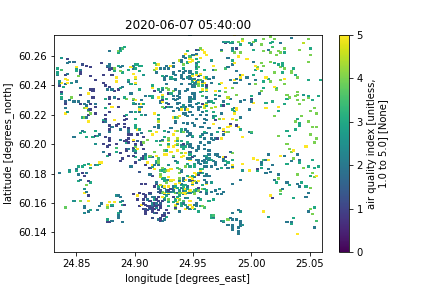 2020-06-07 05:40:00
60.26
60.24
60.22
60.20
60.18
60.16
60.14
latitude [degrees_north]
24.85 24.90 24.95 25.00 25.05
longitude [degrees_east]
5
4
3
2
1
0
air quality index [unitless,
1.0 to 5.0] [None]